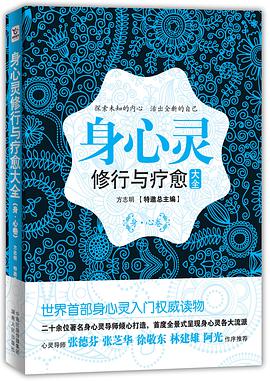 探索未知的内心 活出全新的自己
身心灵
修行与疗愈
大全
方志明【特邀总主编】
·心卷·
世界首部身心灵入门权威读物
二十余位著名身心灵导师倾心打造，首度全景式呈现身心灵各大流派
心灵导师 张德芬 张芝华 徐敬东 林建雄 阿光 作序推荐
身心灵修行与疗愈大全